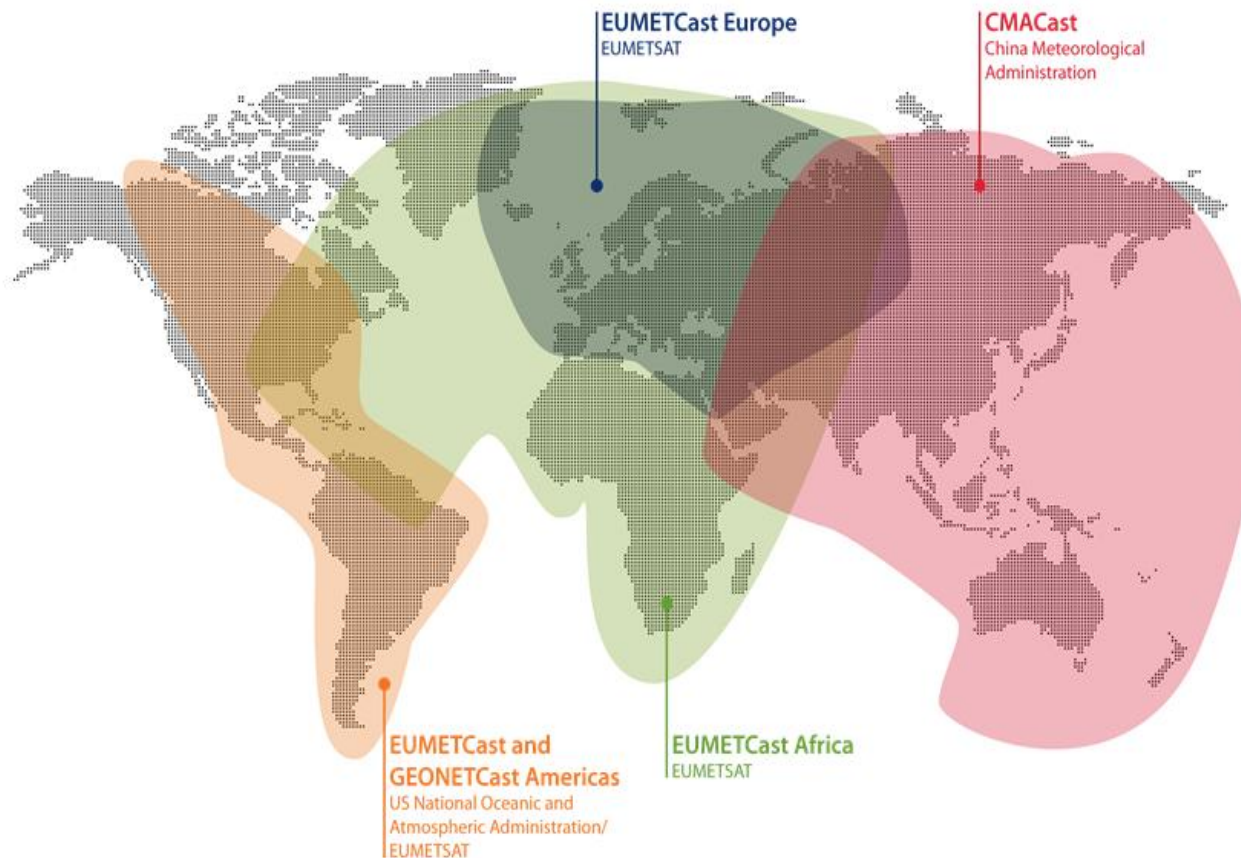 EUMETCast Europe
EUMETSAT
CMACast
China Meteorological
Administration
EUMETCast and
GEONETCast Americas
US National Oceanic and
Atmospheric Administration/
EUMETSAT
EUMETCast Africa
EUMETSAT